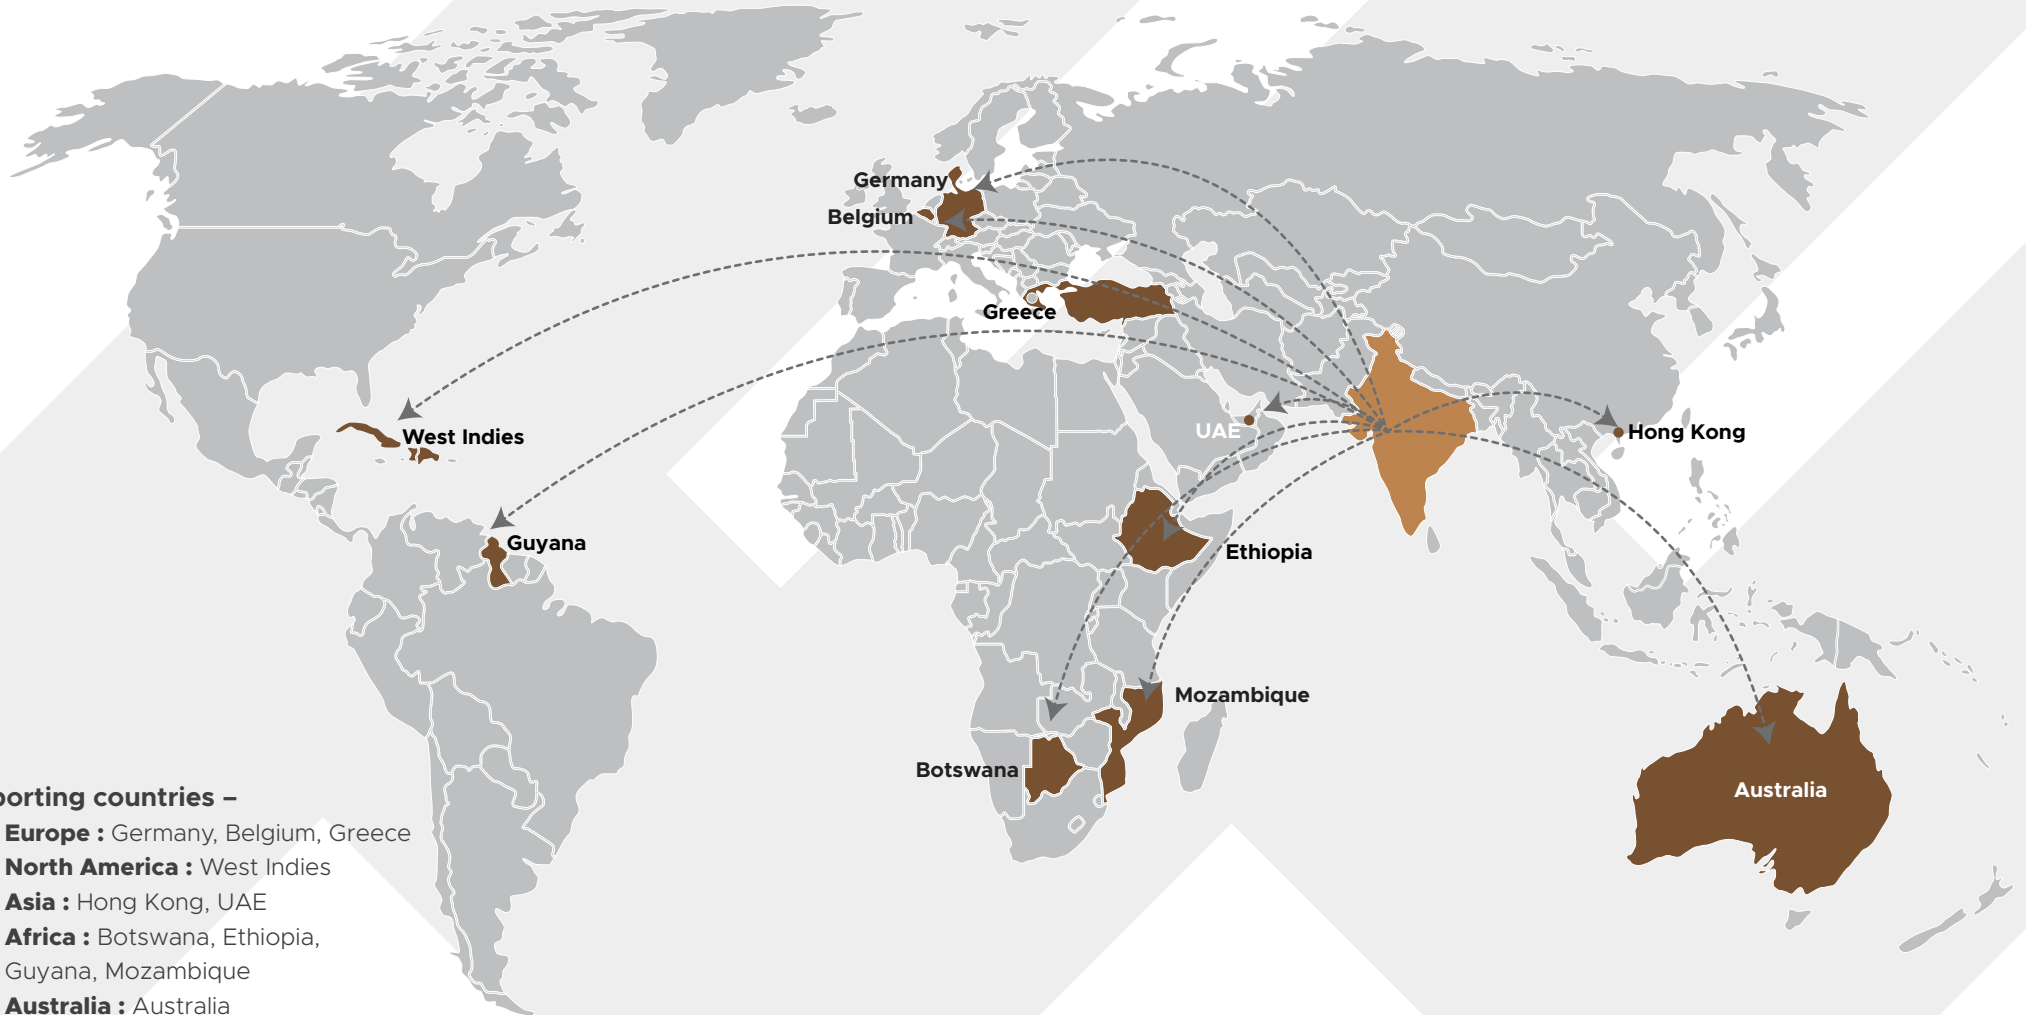 Germany
Belgium
Greece
West Indies
UAE
Hong Kong
Guyana
Ethiopia
Mozambique
Botswana
Australia
porting countries –
Europe : Germany, Belgium, Greece
North America : West Indies
Asia : Hong Kong, UAE
Africa : Botswana, Ethiopia,
Guyana, Mozambique
Australia : Australia